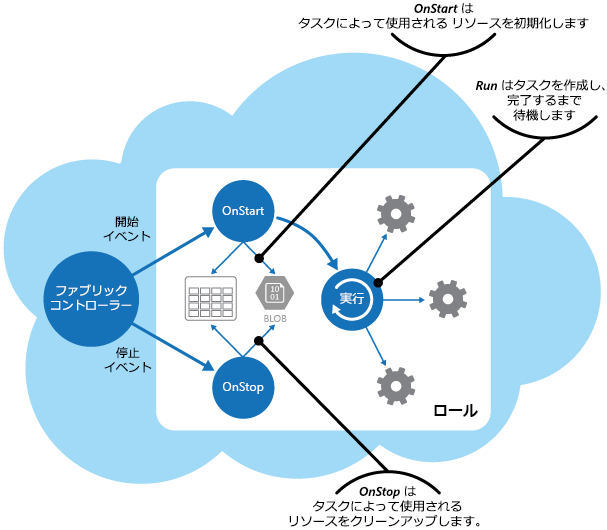 OnStart は
タスクによって使用される リソースを初期化します
Run はタスクを作成し、
完了するまで
待機します
開始
イベント
OnStart
ファブリック
コントローラー
10
01
BLOB
実行
停止
イベント
OnStop
ロール
OnStop は
タスクによって使用される
リソースをクリーンアップします。